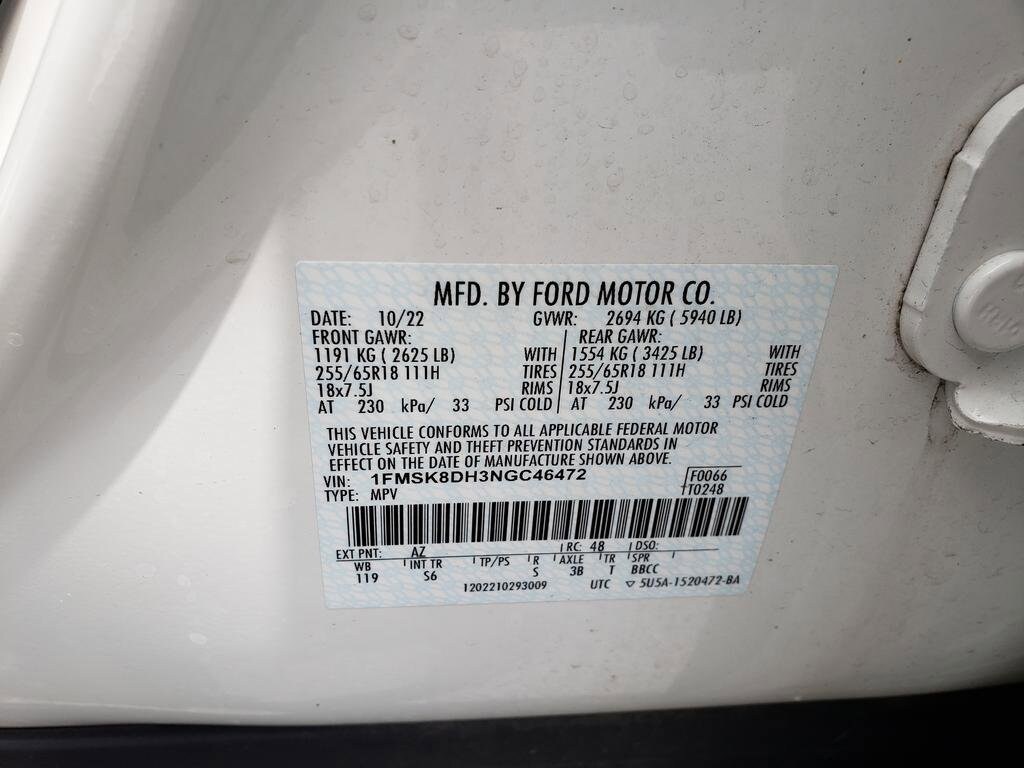 MFD. BY FORD MOTOR CO.
DATE: 10/22 GVWR: 2694 KG ( 5940 LB)
FRONT GAWR: REAR GAWR:
1191 KG ( 2625 LB) WITH 1554 KG ( 3425 LB) WITH
255/65R18 111H TIRES 255/65R18 111H TIRES
18x7.5J RIMS 18x7.5J RIMS
AT 230 kPa/ 33 PSI COLD AT 230 kPa/ 33 PSI COLD
THIS VEHICLE CONFORMS TO ALL APPLICABLE FEDERAL MOTOR
VEHICLE SAFETY AND THEFT PREVENTION STANDARDS IN
EFFECT ON THE DATE OF MANUFACTURE SHOWN ABOVE.
VIN: 1FMSK8DH3NGC46472 F0066
TYPE: MPV T0248
EXT PNT: AZ RC: 48 DSO:
WB INT TR TP/PS R AXLE TR SPR
119 S6 S 3B T BBCC
1202210293009 UTC ▽ 5U5A-1520472-BA